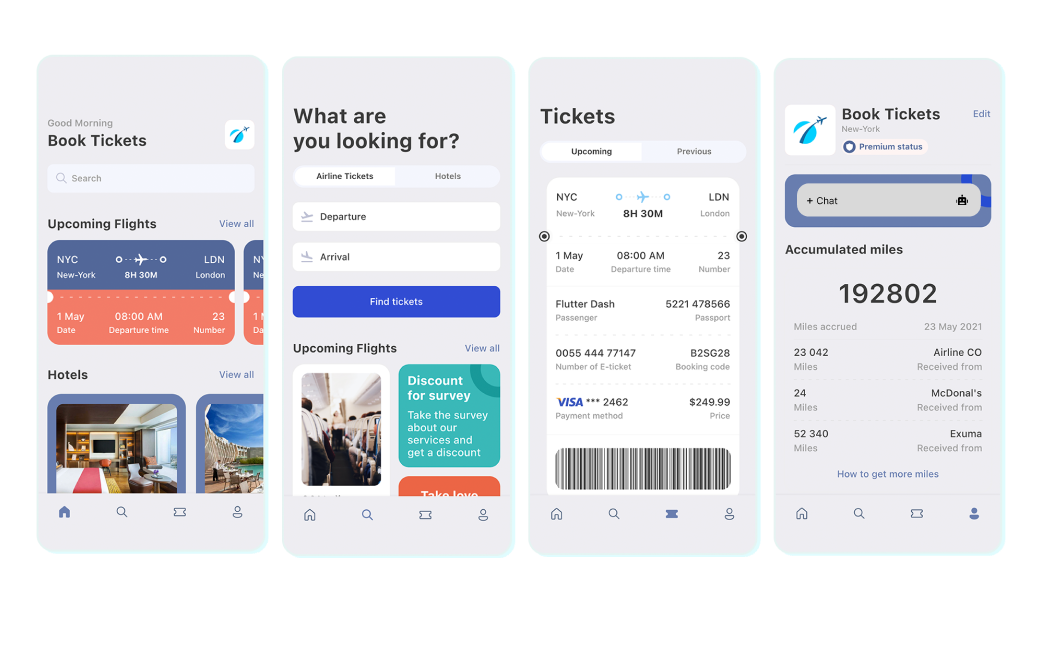 Good Morning
Book Tickets
Search
Upcoming Flights View all
NYC LDN
New-York 8H 30M London
1 May 08:00 AM 23
Date Departure time Number
NY
Ne
1 
Da
Hotels View all
What are
you looking for?
Airline Tickets Hotels
Departure
Arrival
Find tickets
Upcoming Flights View all
Discount
for survey
Take the survey
about our
services and
get a discount
Take love
Tickets
Upcoming Previous
NYC LDN
New-York 8H 30M London
1 May 08:00 AM 23
Date Departure time Number
Flutter Dash 5221 478566
Passenger Passport
0055 444 77147 B2SG28
Number of E-ticket Booking code
VISA *** 2462 $249.99
Payment method Price
Book Tickets Edit
New-York
Premium status
+ Chat
Accumulated miles
192802
Miles accrued 23 May 2021
23 042 Airline CO
Miles Received from
24 McDonal's
Miles Received from
52 340 Exuma
Miles Received from
How to get more miles